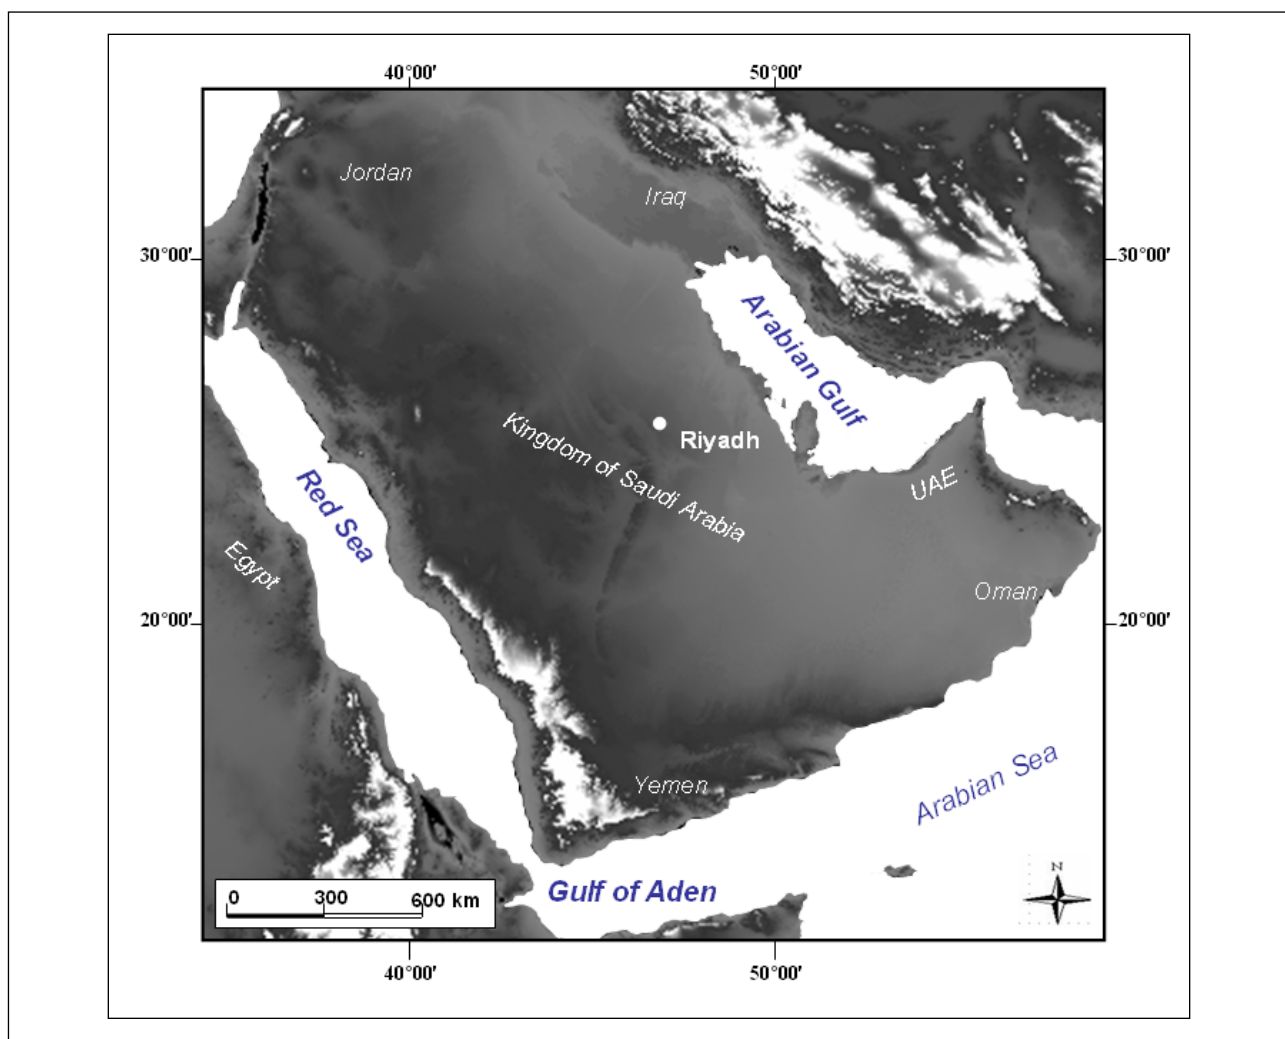 40°00' 50°00'
Jordan
Iraq
30°00' 30°00'
Arabian Gulf
Kingdom of Saudi Arabia
Riyadh
UAE
Red Sea
Egypt
Oman
20°00' 20°00'
Yemen
Arabian Sea
N
0 300 600 km
Gulf of Aden
40°00' 50°00'